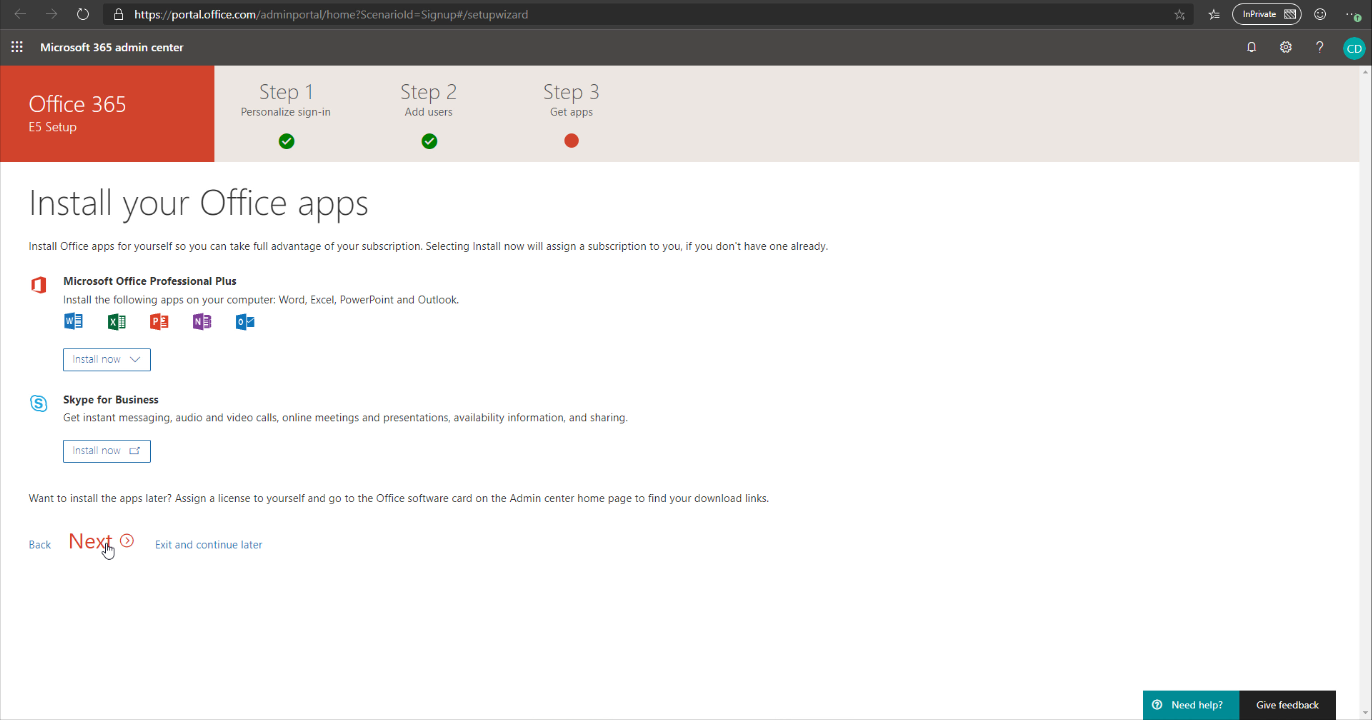 https://portal.office.com/adminportal/home?ScenarioId=Signup#/setupwizard
InPrivate
Microsoft 365 admin center
?
CD
Office 365
E5 Setup
Step 1
Personalize sign-in
Step 2
Add users
Step 3
Get apps
Install your Office apps
Install Office apps for yourself so you can take full advantage of your subscription. Selecting Install now will assign a subscription to you, if you don't have one already.
Microsoft Office Professional Plus
Install the following apps on your computer: Word, Excel, PowerPoint and Outlook.
W X P N O
Install now
S
Skype for Business
Get instant messaging, audio and video calls, online meetings and presentations, availability information, and sharing.
Install now
Want to install the apps later? Assign a license to yourself and go to the Office software card on the Admin center home page to find your download links.
Back Next Exit and continue later
Need help? Give feedback